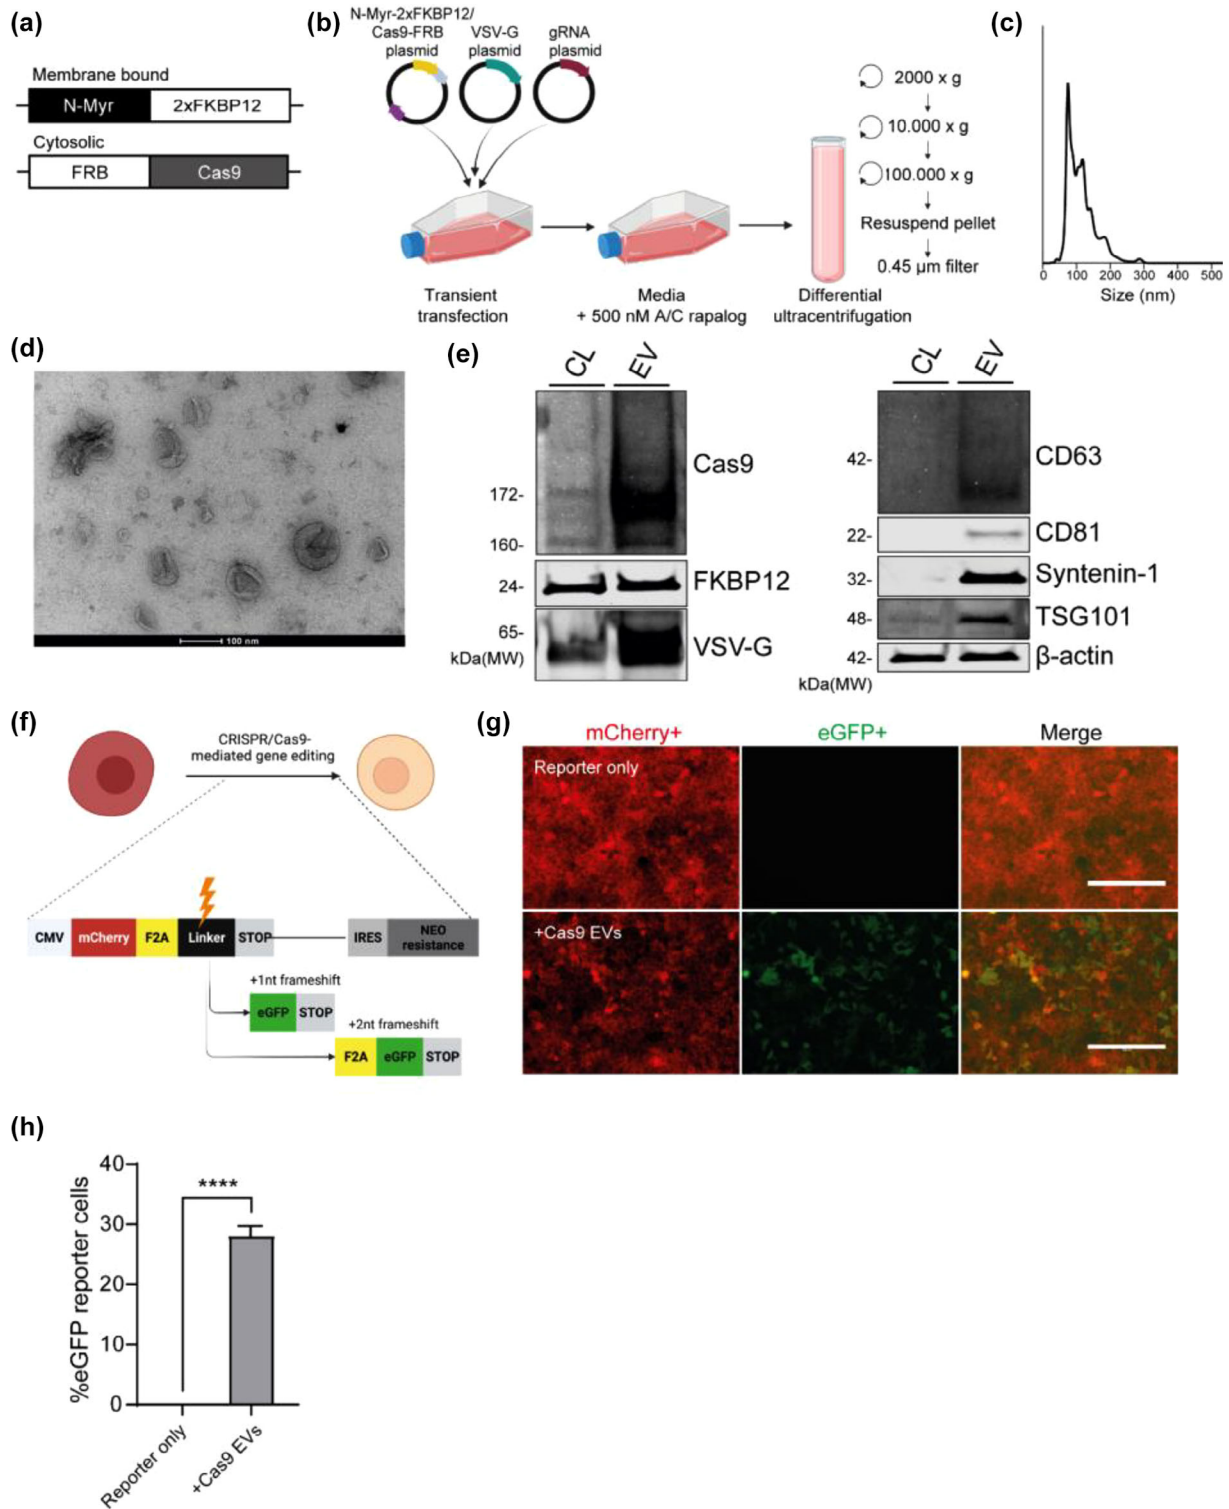 (a)
Membrane bound
N-Myr 2xFKBP12
Cytosolic
FRB Cas9
(b)
N-Myr-2xFKBP12/
Cas9-FRB
plasmid
VSV-G
plasmid
gRNA
plasmid
Transient
transfection
Media
+ 500 nM A/C rapalog
Differential
ultracentrifugation
2000 x g
10.000 x g
100.000 x g
Resuspend pellet
0.45 µm filter
(c)
0 100 200 300 400 500
Size (nm)
(d)
100 nm
(e)
CL EV
Cas9
172-
160-
24- FKBP12
65-
VSV-G
kDa(MW)
CL EV
42- CD63
22- CD81
32- Syntenin-1
48- TSG101
42- β-actin
kDa(MW)
(f)
CRISPR/Cas9-
mediated gene editing
CMV mCherry F2A Linker STOP IRES NEO
resistance
+1nt frameshift
eGFP STOP
+2nt frameshift
F2A eGFP STOP
(g)
mCherry+ eGFP+ Merge
Reporter only
+Cas9 EVs
(h)
%eGFP reporter cells
40
30
20
10
0
****
Reporter only
+Cas9 EVs